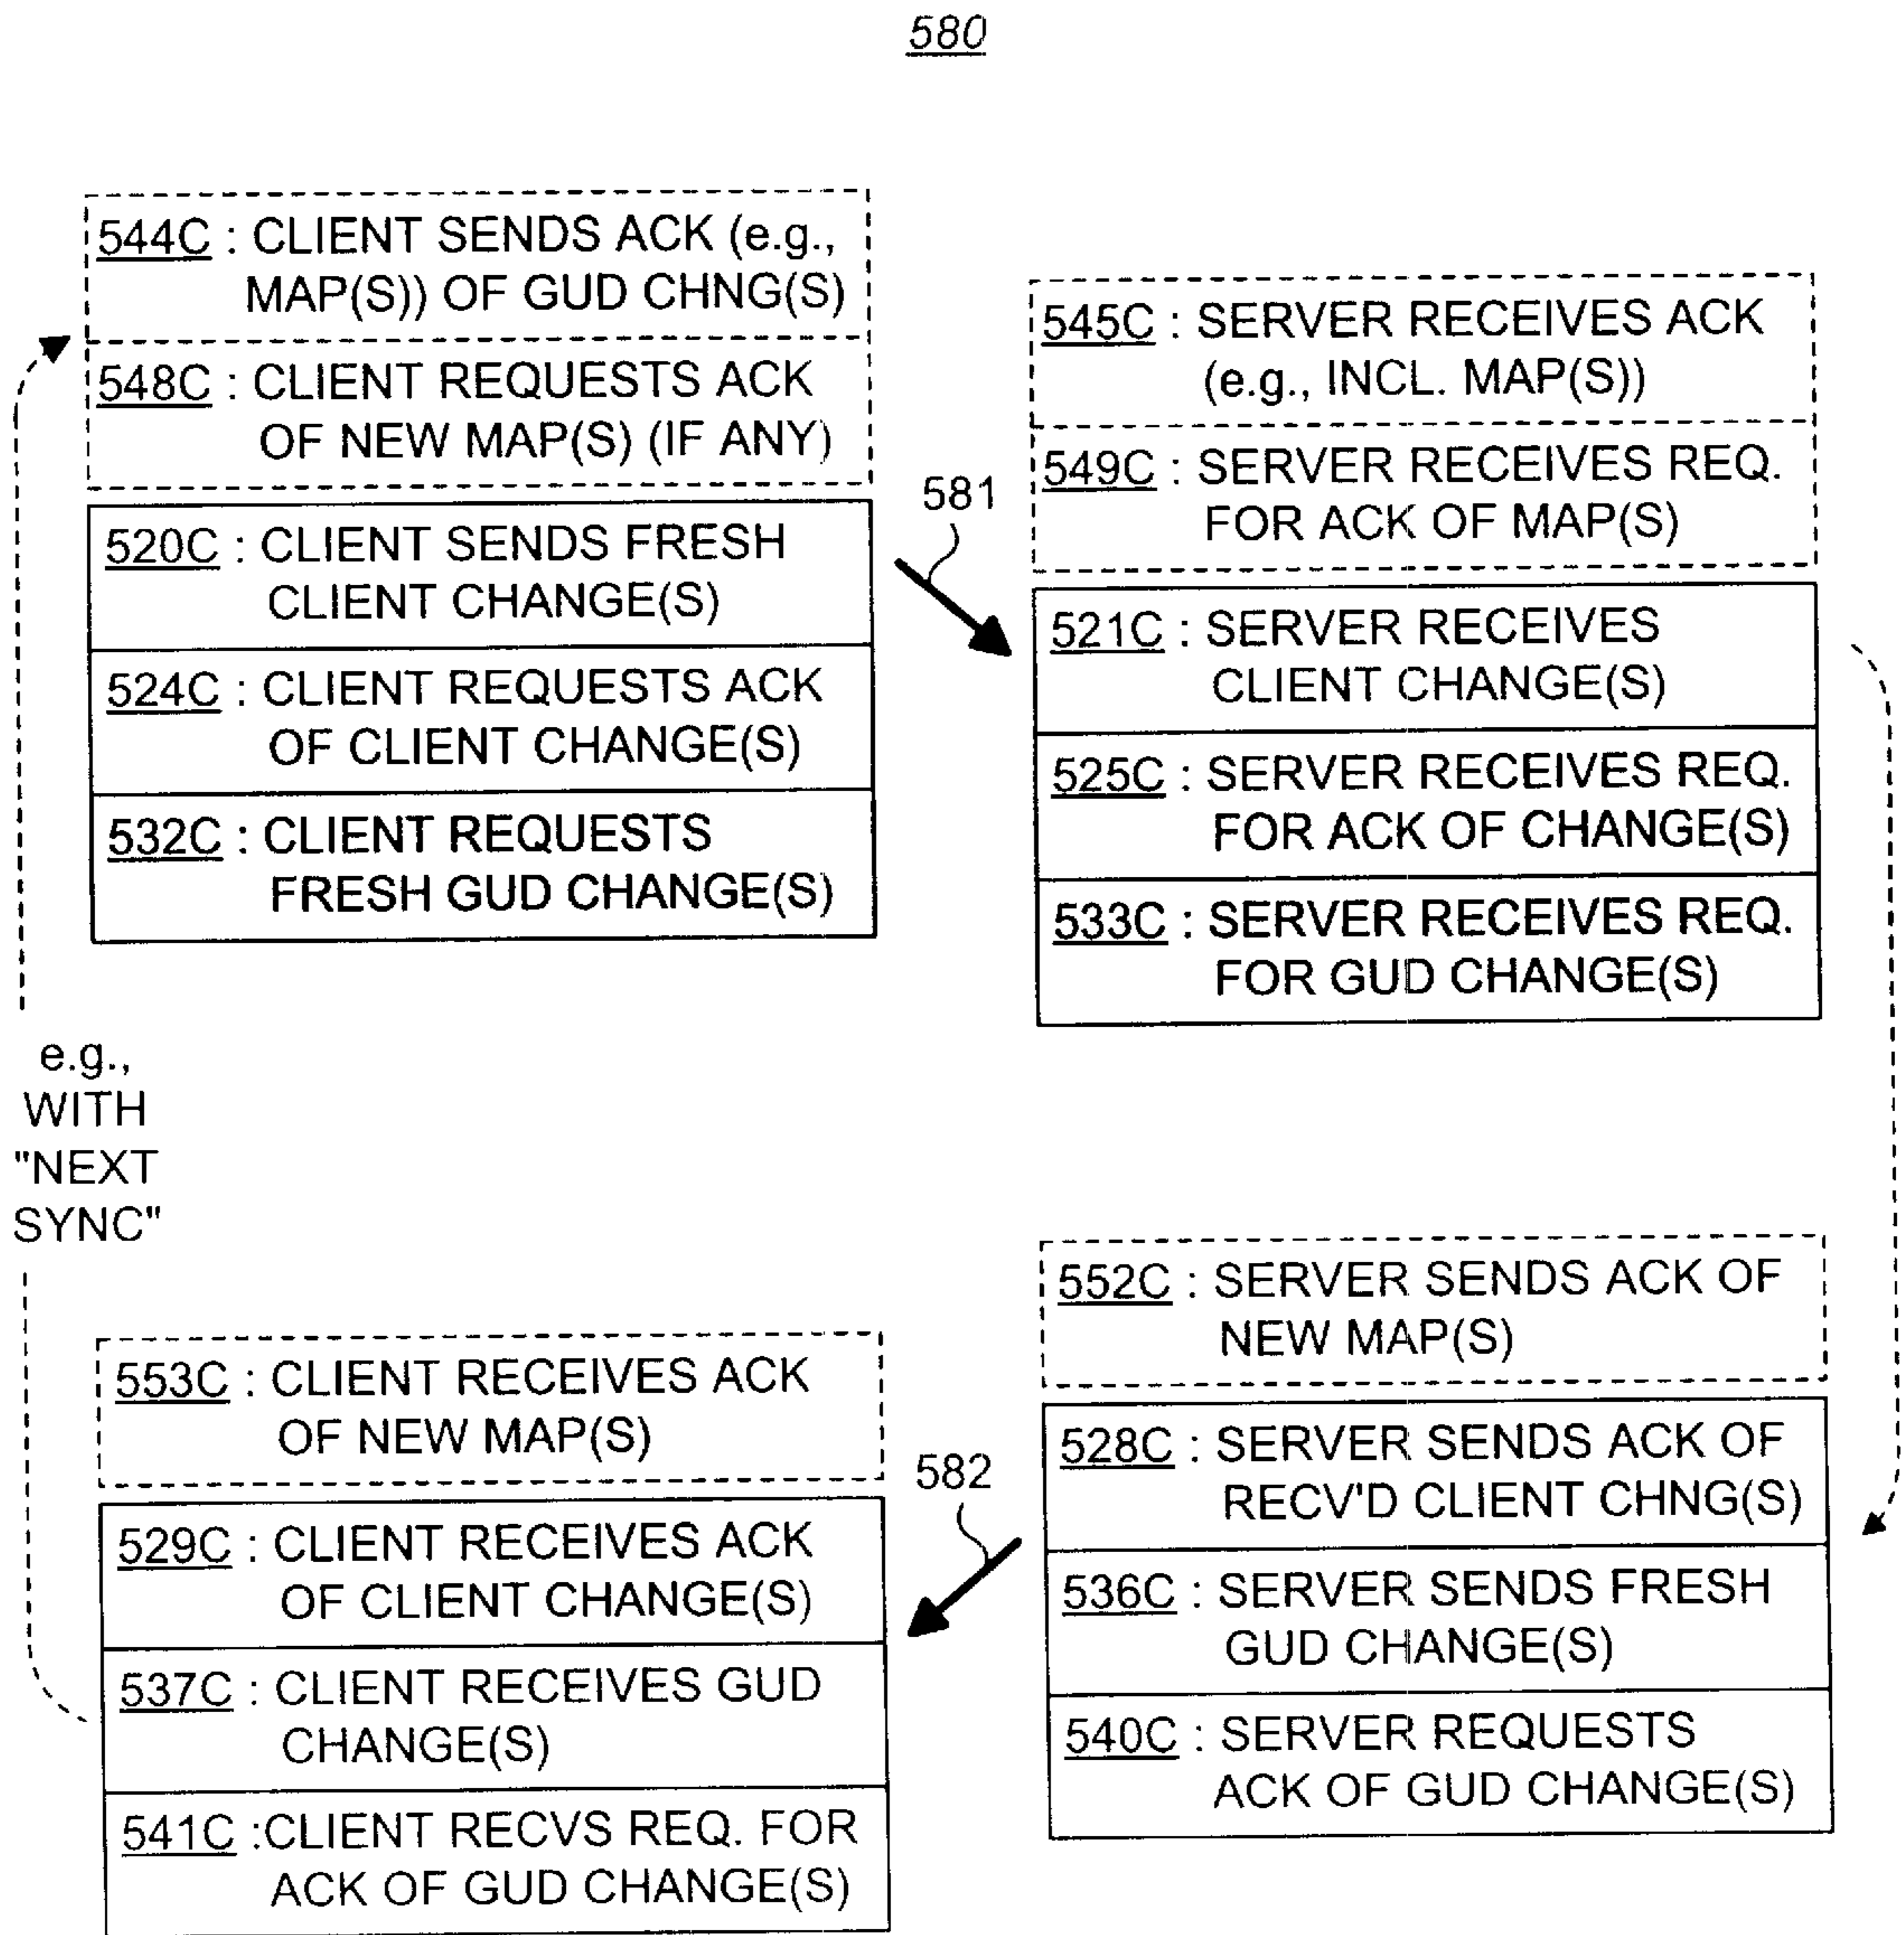 580
544C : CLIENT SENDS ACK (e.g.,
MAP(S)) OF GUD CHNG(S)
548C : CLIENT REQUESTS ACK
OF NEW MAP(S) (IF ANY)
520C : CLIENT SENDS FRESH
CLIENT CHANGE(S)
524C : CLIENT REQUESTS ACK
OF CLIENT CHANGE(S)
532C : CLIENT REQUESTS
FRESH GUD CHANGE(S)
581
545C : SERVER RECEIVES ACK
(e.g., INCL. MAP(S))
549C : SERVER RECEIVES REQ.
FOR ACK OF MAP(S)
521C : SERVER RECEIVES
CLIENT CHANGE(S)
525C : SERVER RECEIVES REQ.
FOR ACK OF CHANGE(S)
533C : SERVER RECEIVES REQ.
FOR GUD CHANGE(S)
e.g.,
WITH
"NEXT
SYNC"
552C : SERVER SENDS ACK OF
NEW MAP(S)
528C : SERVER SENDS ACK OF
RECV'D CLIENT CHNG(S)
536C : SERVER SENDS FRESH
GUD CHANGE(S)
540C : SERVER REQUESTS
ACK OF GUD CHANGE(S)
582
553C : CLIENT RECEIVES ACK
OF NEW MAP(S)
529C : CLIENT RECEIVES ACK
OF CLIENT CHANGE(S)
537C : CLIENT RECEIVES GUD
CHANGE(S)
541C :CLIENT RECVS REQ. FOR
ACK OF GUD CHANGE(S)